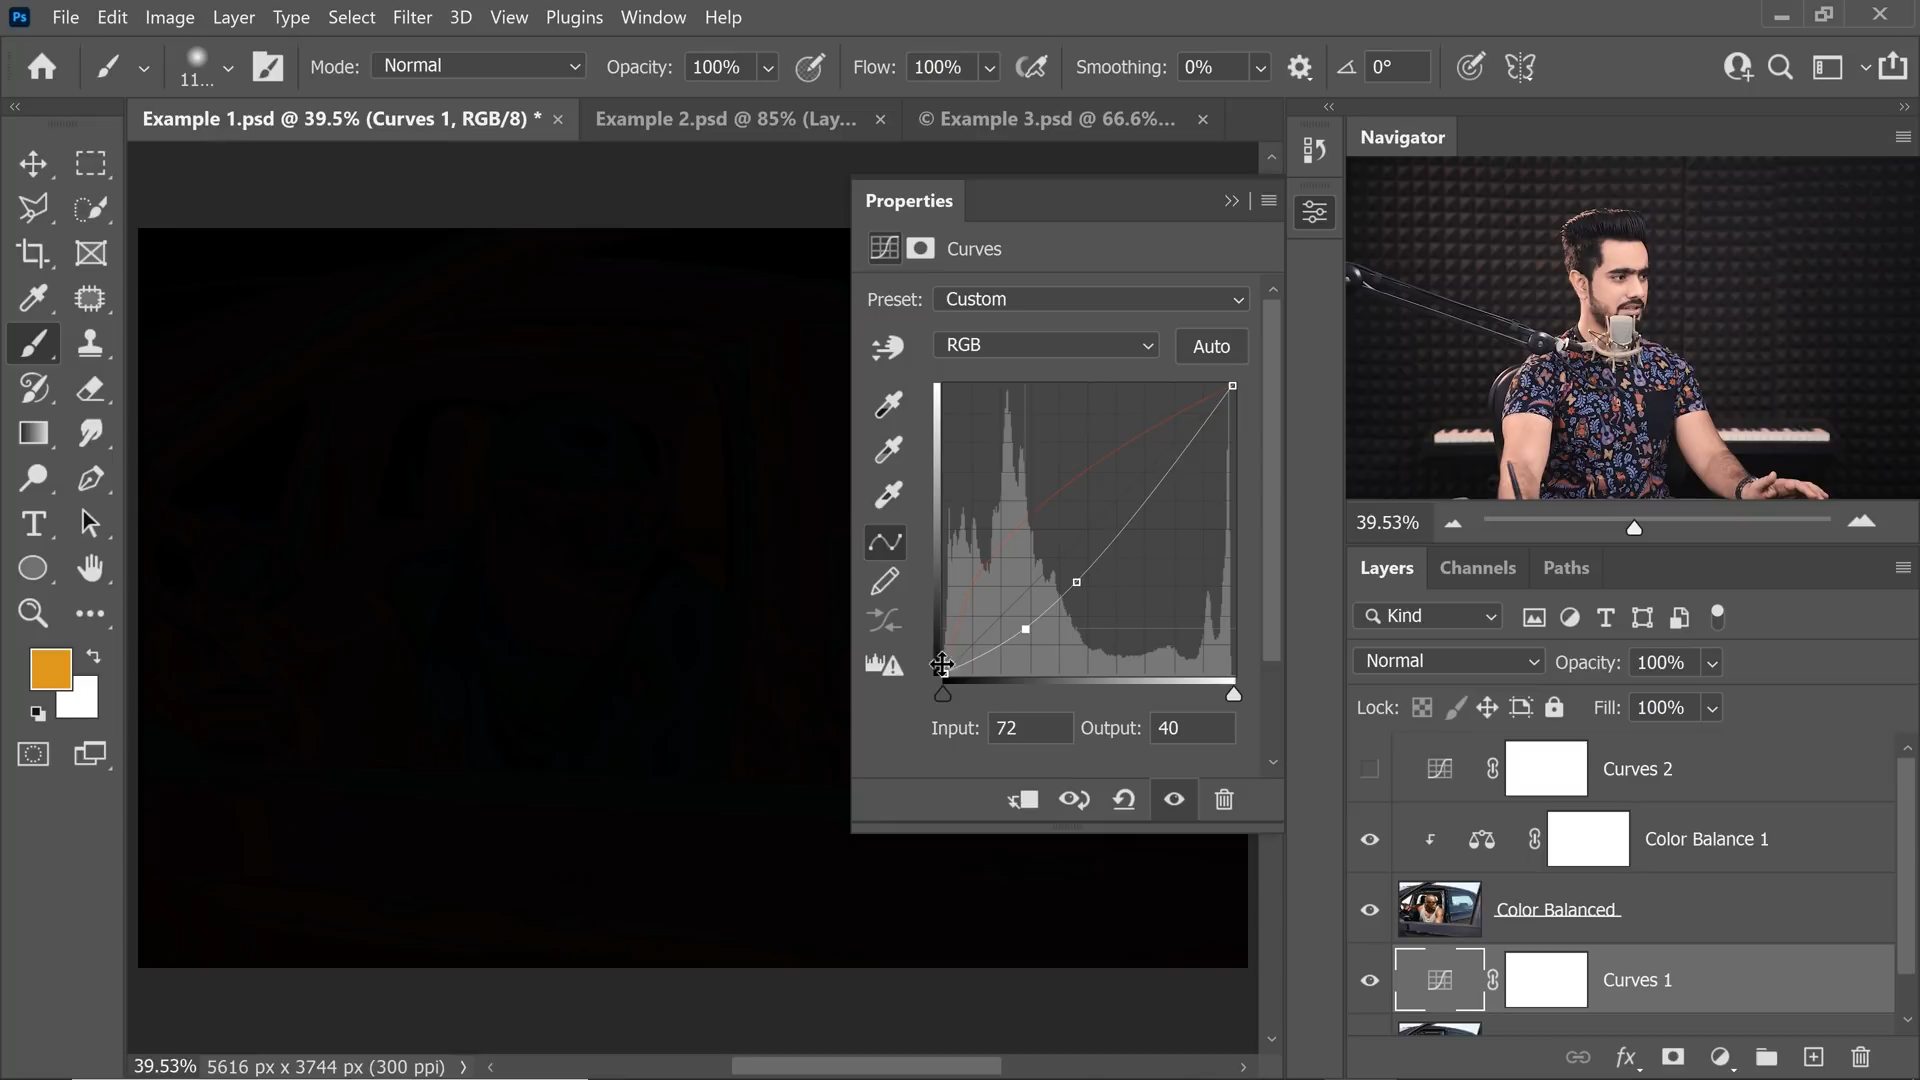 Ps File Edit Image Layer Type Select Filter 3D View Plugins Window Help
11... Mode: Normal Opacity: 100% Flow: 100% Smoothing: 0% 0°
Example 1.psd @ 39.5% (Curves 1, RGB/8) * Example 2.psd @ 85% (Lay... © Example 3.psd @ 66.6%...
Navigator
Properties
Curves
Preset: Custom
RGB Auto
Input: 72 Output: 40
39.53%
Layers Channels Paths
Kind
Normal Opacity: 100%
Lock: Fill: 100%
Curves 2
Color Balance 1
Color Balanced
Curves 1
fx
39.53% 5616 px x 3744 px (300 ppi)